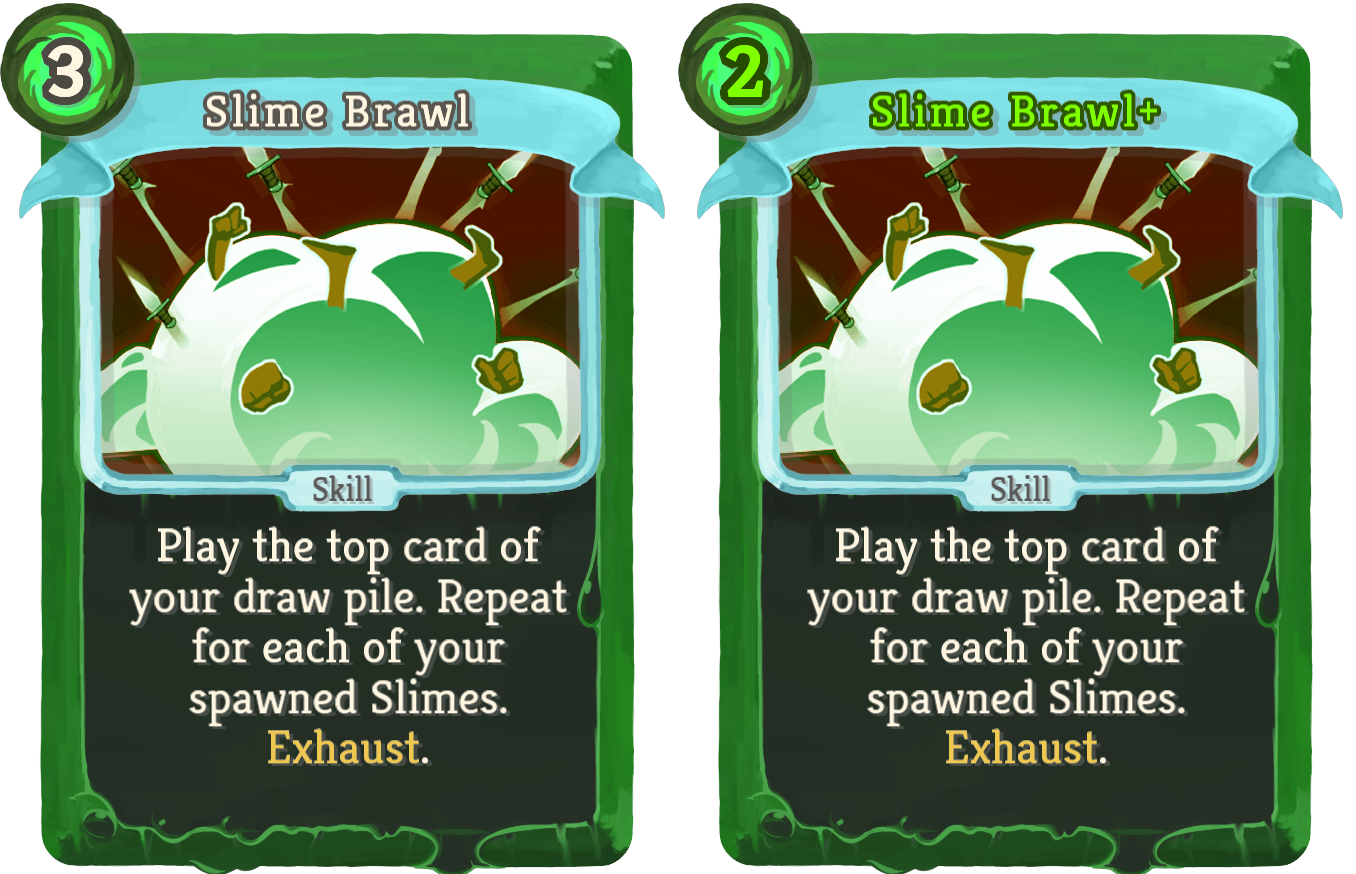 3
Slime Brawl
Skill
Play the top card of
your draw pile. Repeat
for each of your
spawned Slimes.
Exhaust.
2
Slime Brawl+
Skill
Play the top card of
your draw pile. Repeat
for each of your
spawned Slimes.
Exhaust.